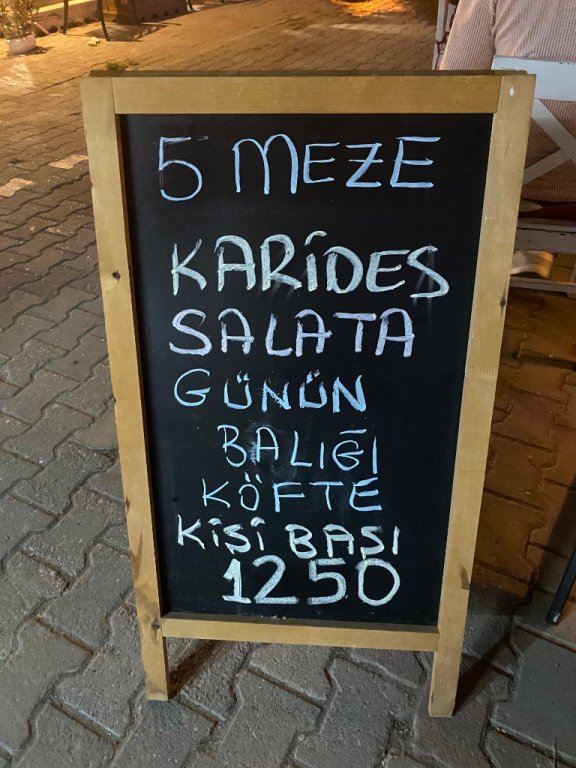 5 MEZE
KARİDES
SALATA
GÜNÜN
BALIĞI
KÖFTE
KİŞİ BAŞI
1250